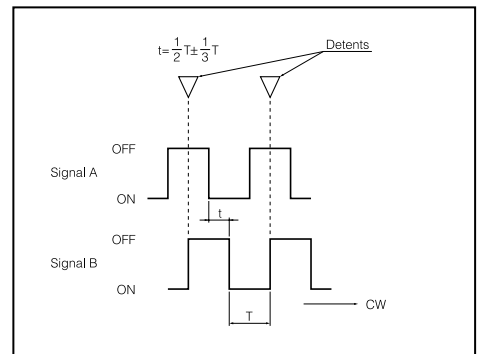 t=1/2T±1/3T
Detents
OFF
Signal A
ON
t
OFF
Signal B
ON
T
CW